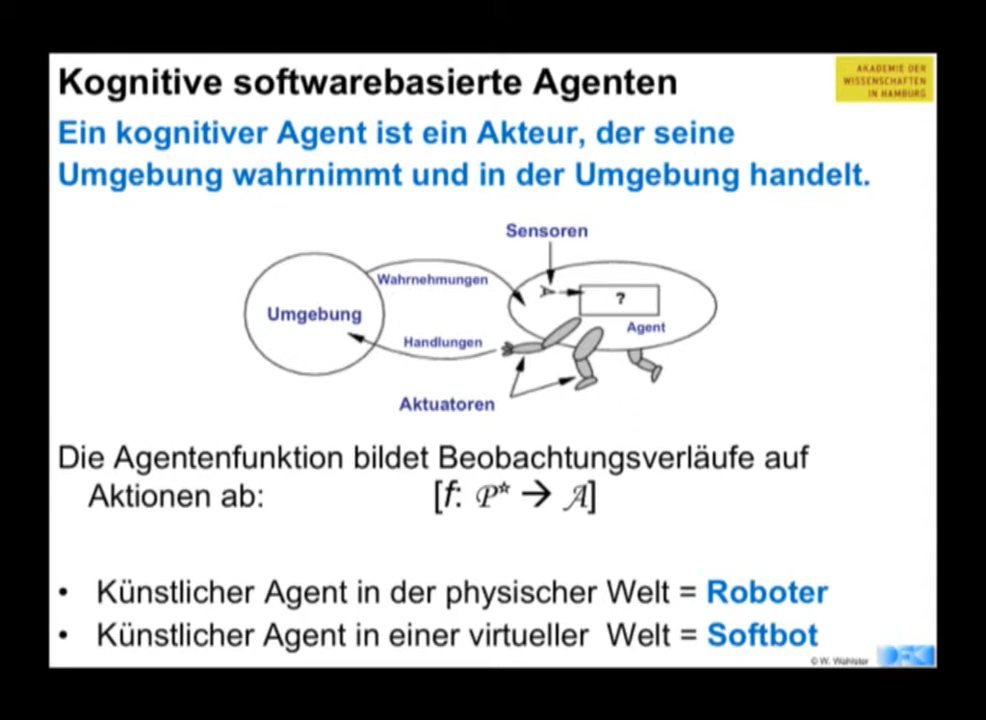 Kognitive softwarebasierte Agenten
AKADEMIE DER
WISSENSCHAFTEN
IN HAMBURG
Ein kognitiver Agent ist ein Akteur, der seine
Umgebung wahrnimmt und in der Umgebung handelt.
Sensoren
Wahrnehmungen
?
Umgebung
Agent
Handlungen
Aktuatoren
Die Agentenfunktion bildet Beobachtungsverläufe auf
Aktionen ab: [f: P* → A]
• Künstlicher Agent in der physischer Welt = Roboter
• Künstlicher Agent in einer virtueller Welt = Softbot
© W. Wahlster
DFKI